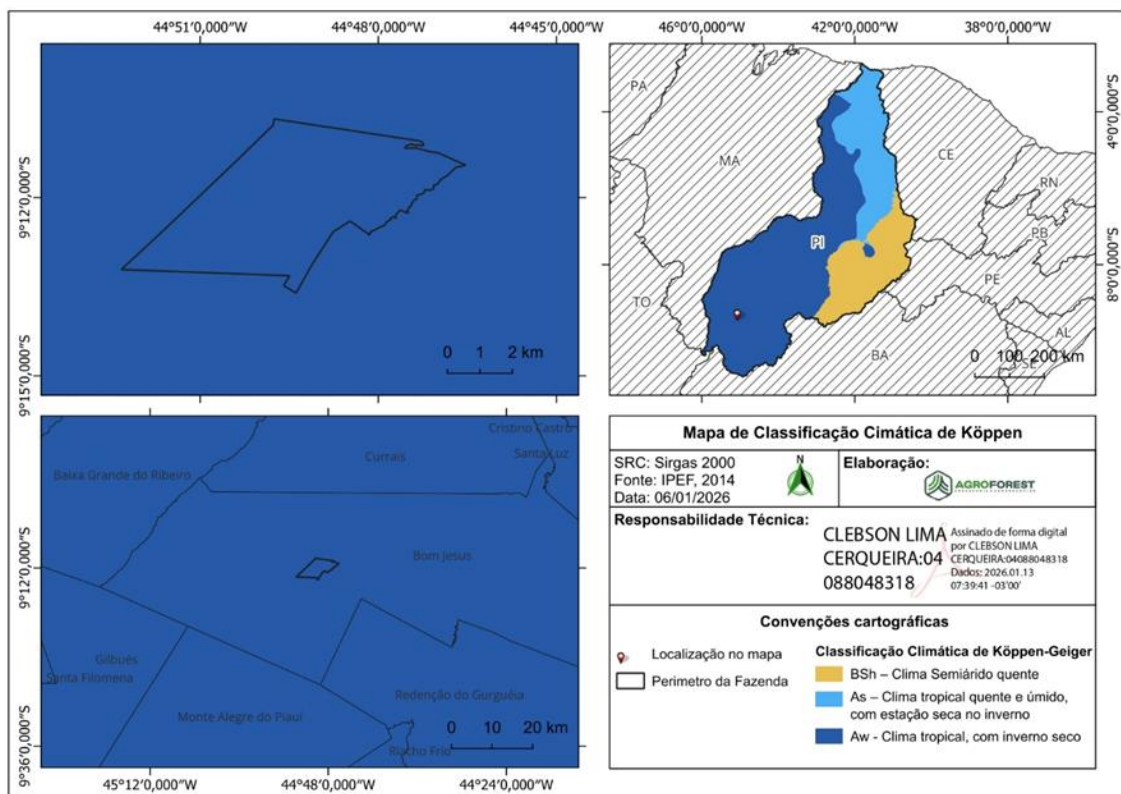 44°51'0,000"W 44°48'0,000"W 44°45'0,000"W
9°12'0,000"S
9°15'0,000"S
0 1 2 km
46°0'0,000"W 42°0'0,000"W 38°0'0,000"W
4°0'0,000"S
8°0'0,000"S
PA
MA
CE
RN
PB
PI
PE
TO
AL
SE
BA
0 100 200 km
Cristino Castro
Santa Luz
Currais
Baixa Grande do Ribeiro
Bom Jesus
9°12'0,000"S
Gilbués
Santa Filomena
Redenção do Gurguéia
Monte Alegre do Piauí
Riacho Frio
0 10 20 km
9°36'0,000"S
45°12'0,000"W 44°48'0,000"W 44°24'0,000"W
Mapa de Classificação Cimática de Köppen
SRC: Sirgas 2000
Fonte: IPEF, 2014
Data: 06/01/2026
N
Elaboração:
AGROFOREST
Responsabilidade Técnica:
CLEBSON LIMA
CERQUEIRA:04
088048318
Assinado de forma digital
por CLEBSON LIMA
CERQUEIRA:04088048318
Dados: 2026.01.13
07:39:41 -03'00'
Convenções cartográficas
Localização no mapa
Perimetro da Fazenda
Classificação Climática de Köppen-Geiger
BSh – Clima Semiárido quente
As – Clima tropical quente e úmido,
com estação seca no inverno
Aw - Clima tropical, com inverno seco